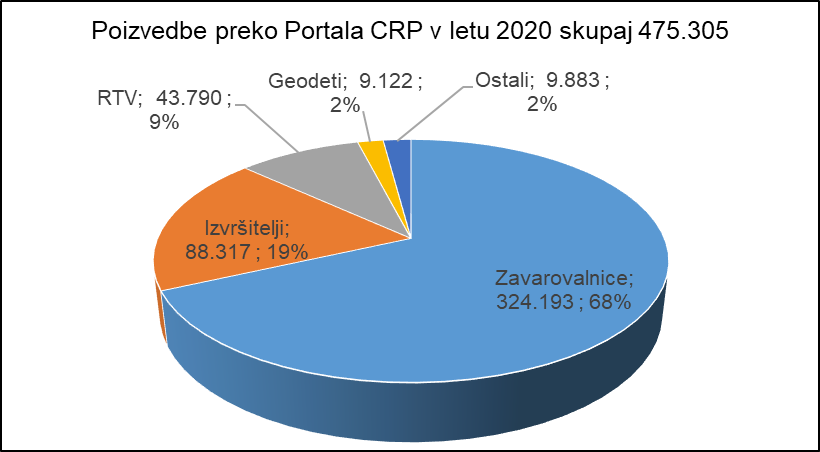 Poizvedbe preko Portala CRP v letu 2020 skupaj 475.305
RTV;  43.790 ;
9%
Geodeti;  9.122 ;
2%
Ostali;  9.883 ;
2%
Izvršitelji;
88.317 ; 19%
Zavarovalnice;
324.193 ; 68%